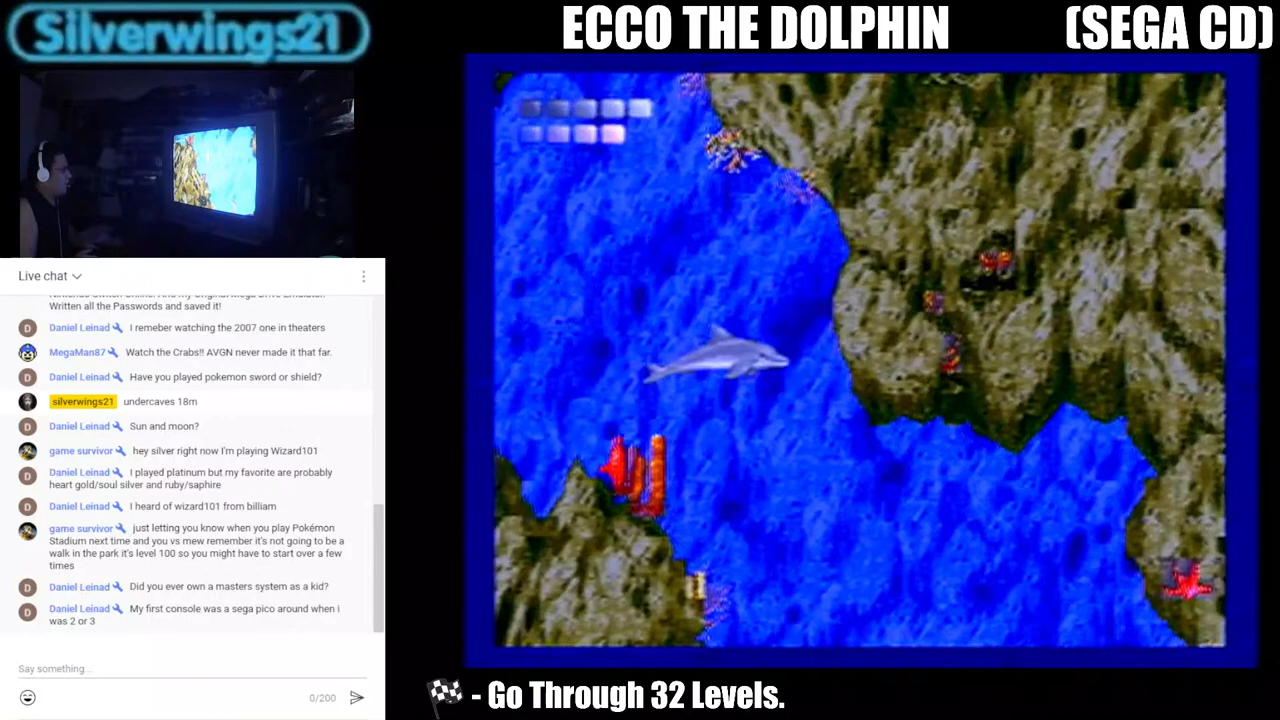 Silverwings21
ECCO THE DOLPHIN (SEGA CD)
Live chat
Written all the Passwords and saved it!
Daniel Leinad I remeber watching the 2007 one in theaters
MegaMan87 Watch the Crabs!! AVGN never made it that far.
Daniel Leinad Have you played pokemon sword or shield?
silverwings21 undercaves 18m
Daniel Leinad Sun and moon?
game survivor hey silver right now I'm playing Wizard101
Daniel Leinad I played platinum but my favorite are probably
heart gold/soul silver and ruby/saphire
Daniel Leinad I heard of wizard101 from billiam
game survivor just letting you know when you play Pokémon
Stadium next time and you vs mew remember it's not going to be a
walk in the park it's level 100 so you might have to start over a few
times
Daniel Leinad Did you ever own a masters system as a kid?
Daniel Leinad My first console was a sega pico around when i
was 2 or 3
Say something...
0/200
- Go Through 32 Levels.